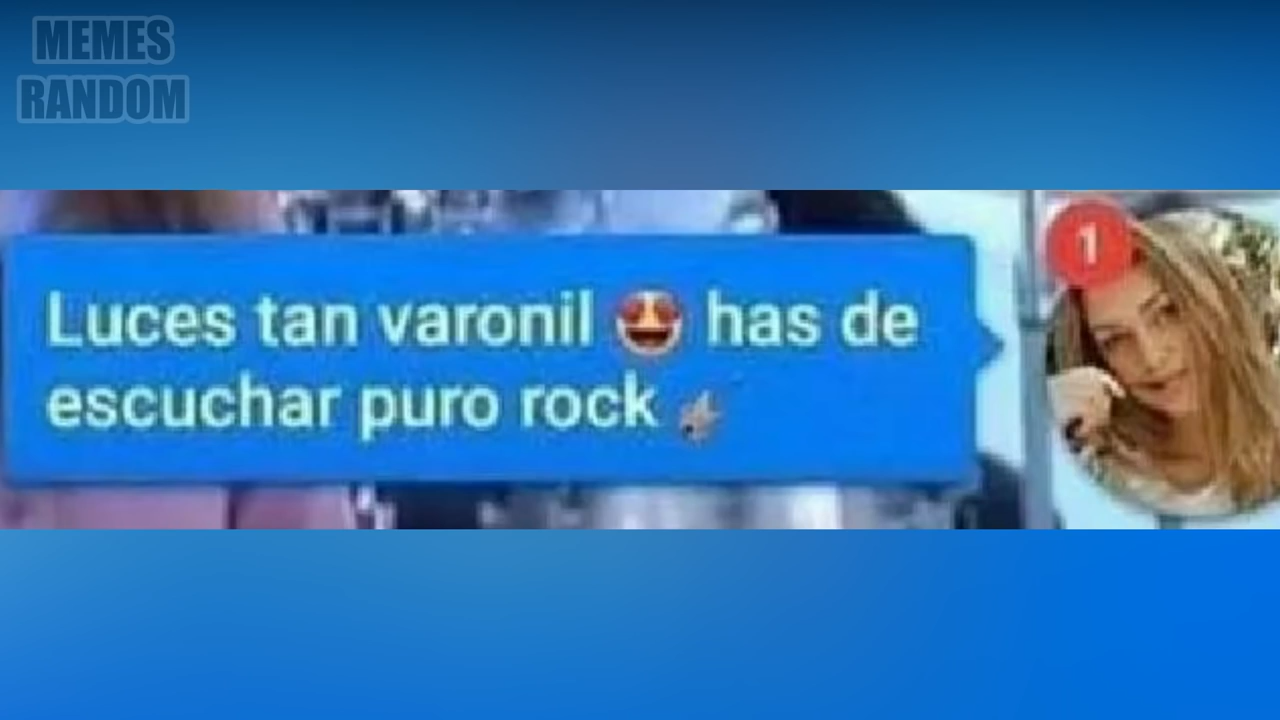 MEMES
RANDOM
Luces tan varonil 🤩 has de
escuchar puro rock 🤘
1